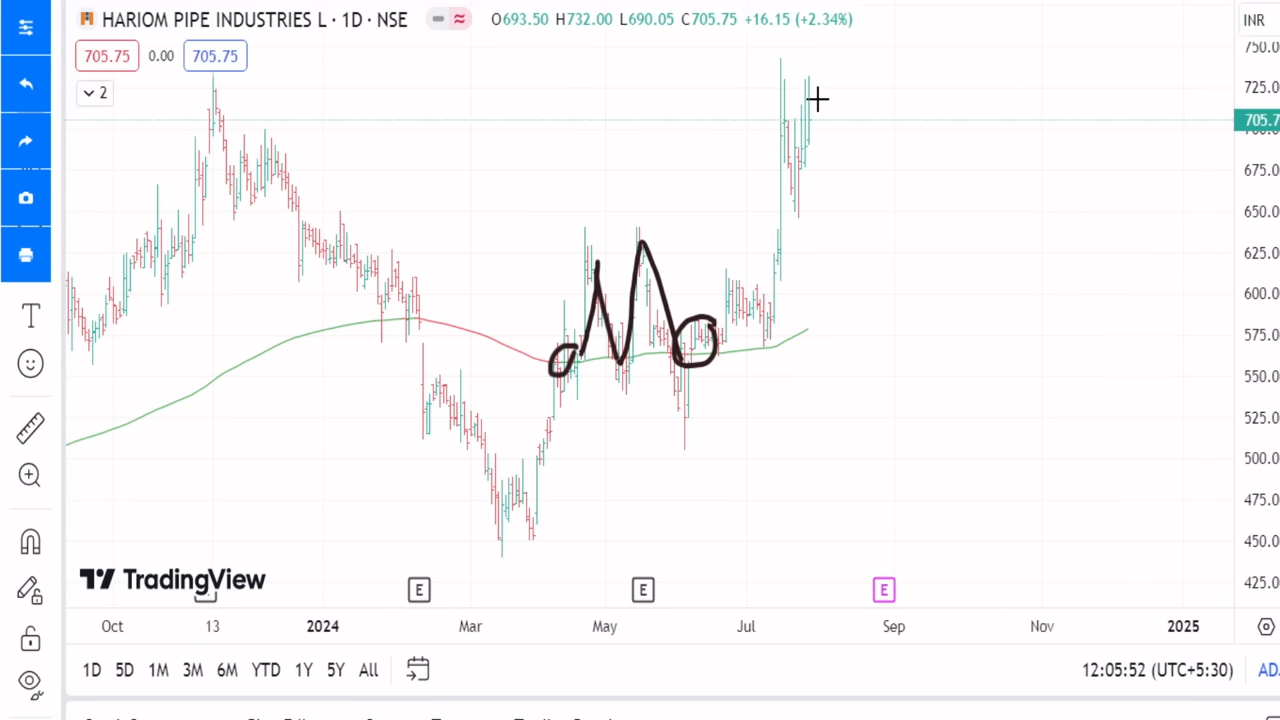 HARIOM PIPE INDUSTRIES L · 1D · NSE
O693.50 H732.00 L690.05 C705.75 +16.15 (+2.34%)
INR
705.75 0.00 705.75
2
750.0
725.0
705.7
700.0
675.0
650.0
625.0
600.0
575.0
550.0
525.0
500.0
475.0
450.0
425.0
TradingView
E E E
Oct 13 2024 Mar May Jul Sep Nov 2025
1D 5D 1M 3M 6M YTD 1Y 5Y All
12:05:52 (UTC+5:30) ADJ